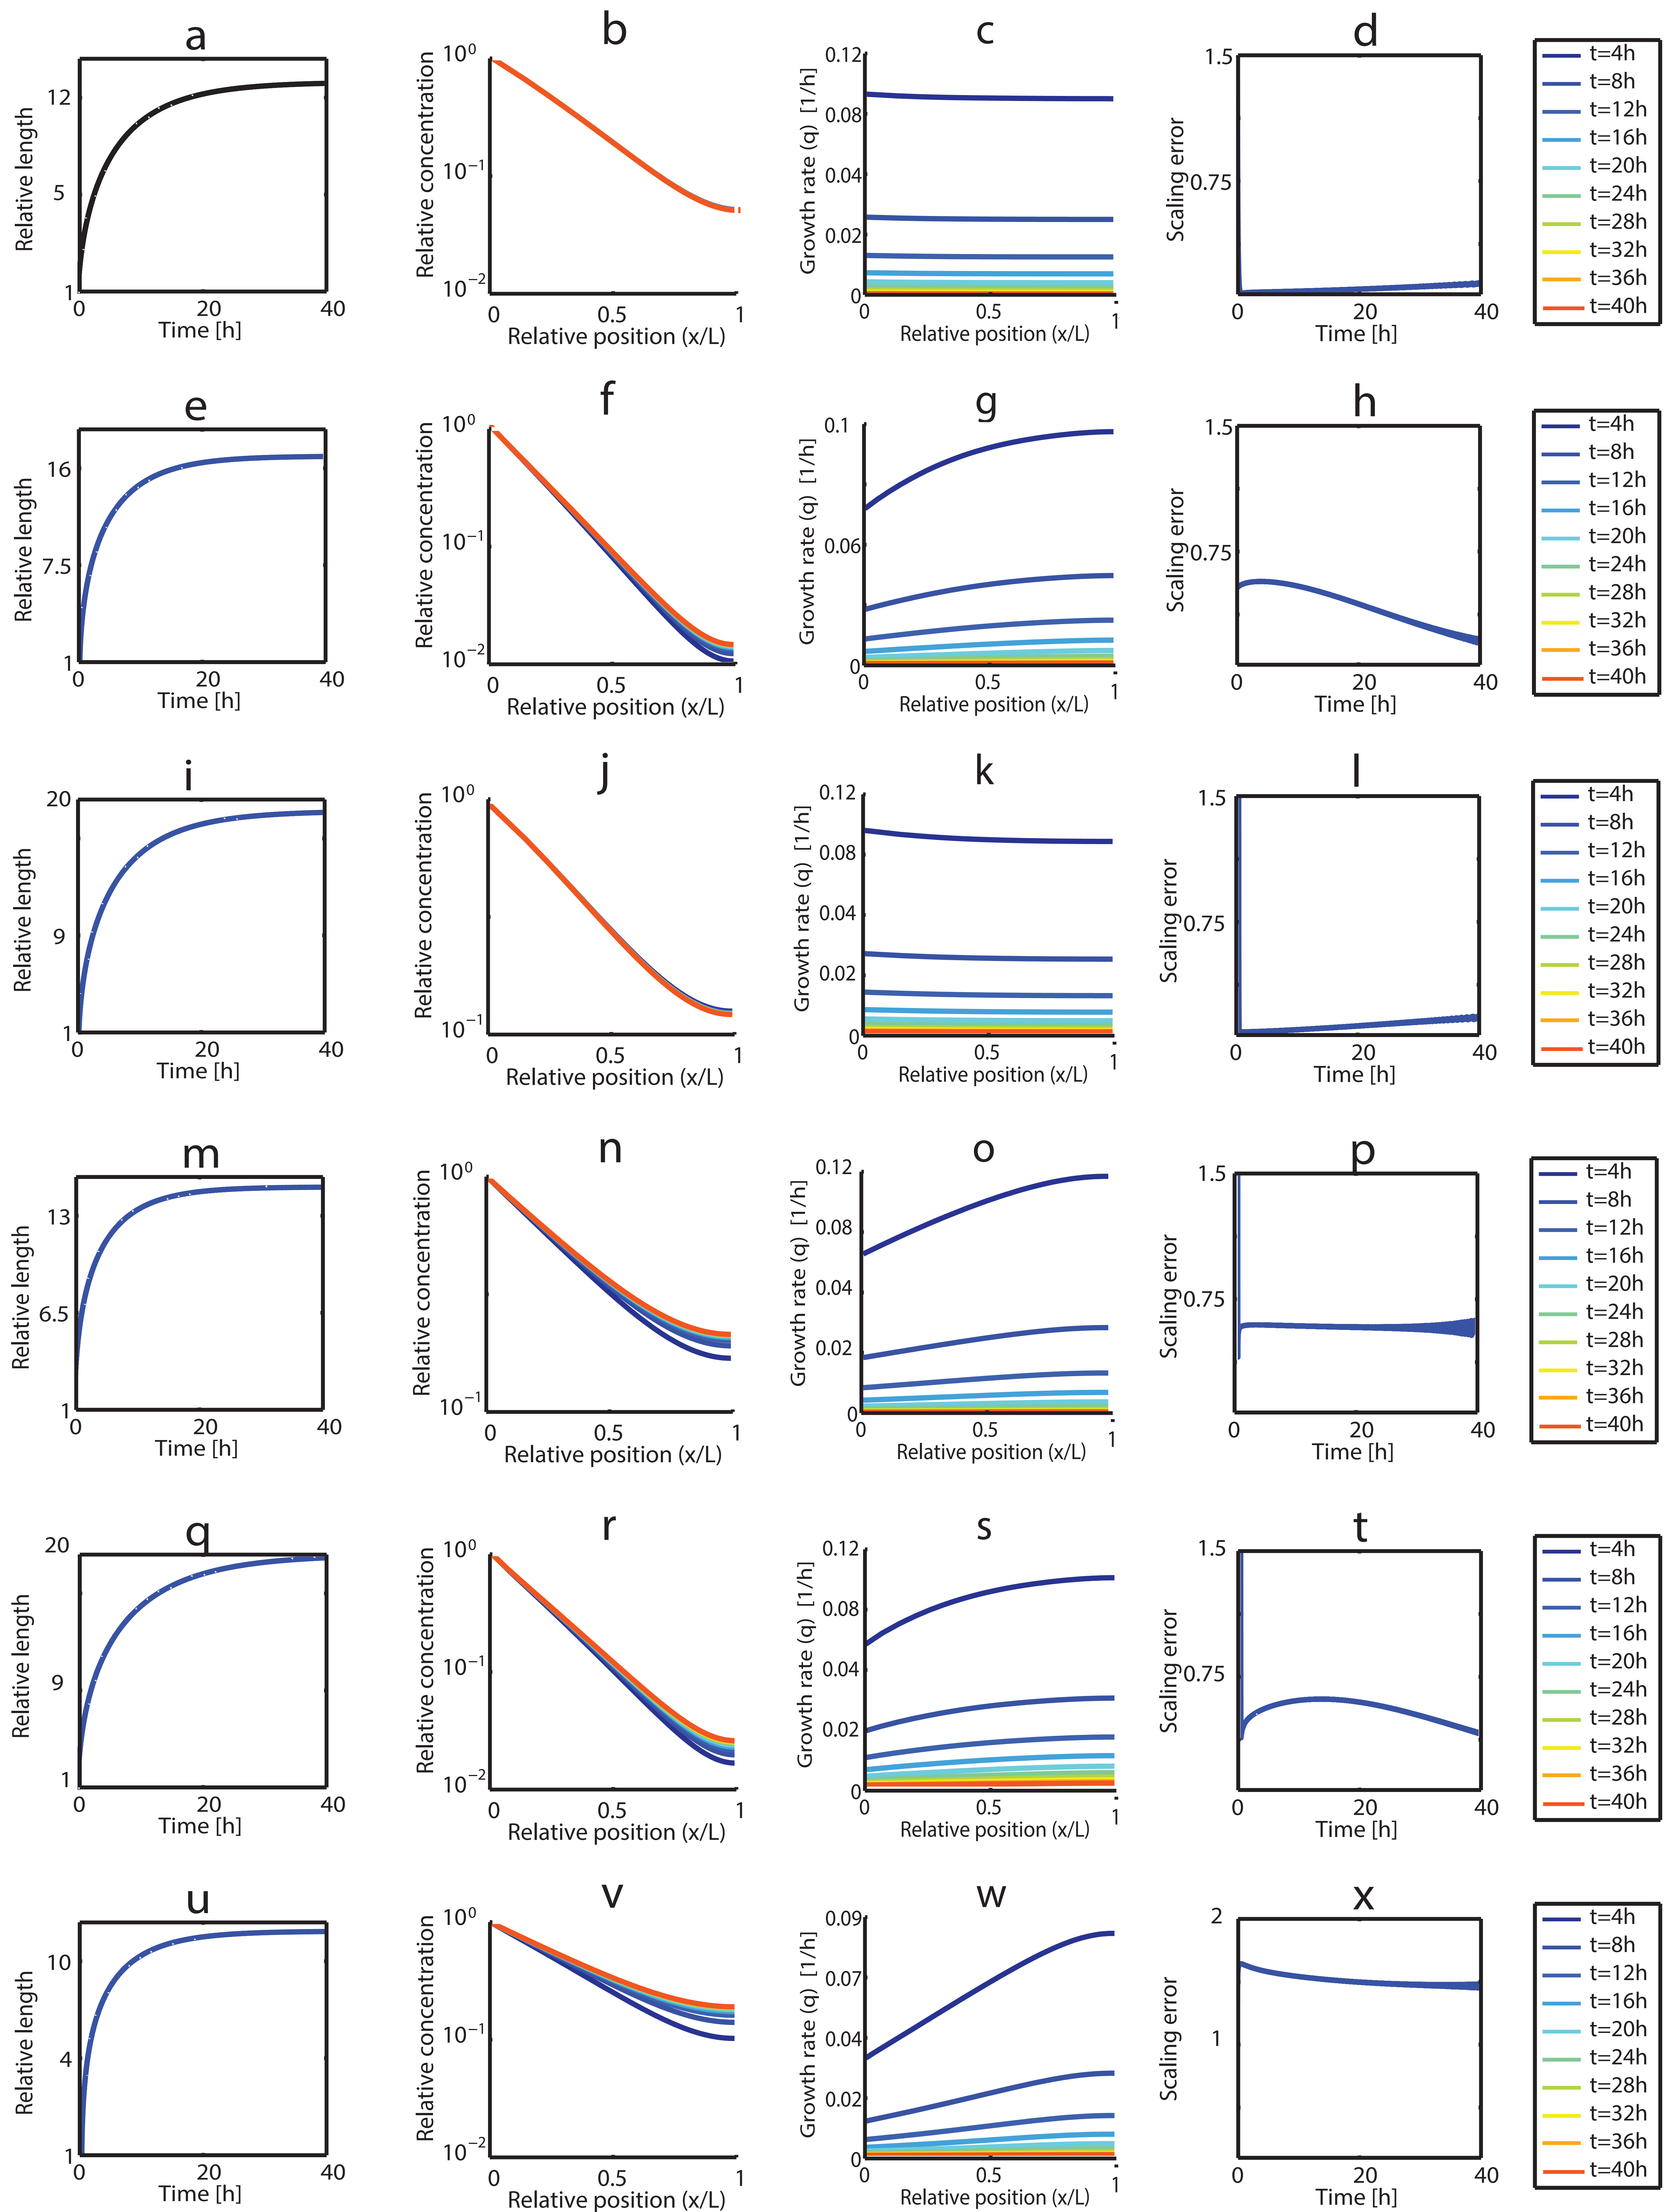 a
Relative length
12
5
1
0 20 40
Time [h]
b
Relative concentration
10⁰
10⁻¹
10⁻²
0 0.5 1
Relative position (x/L)
c
Growth rate (q) [1/h]
0.12
0.08
0.04
0.02
0
0 0.5 1
Relative position (x/L)
d
Scaling error
1.5
0.75
0 20 40
Time [h]
t=4h
t=8h
t=12h
t=16h
t=20h
t=24h
t=28h
t=32h
t=36h
t=40h
e
Relative length
16
7.5
1
0 20 40
Time [h]
f
Relative concentration
10⁰
10⁻¹
10⁻²
0 0.5 1
Relative position (x/L)
g
Growth rate (q) [1/h]
0.1
0.06
0
0 0.5 1
Relative position (x/L)
h
Scaling error
1.5
0.75
0 20 40
Time [h]
t=4h
t=8h
t=12h
t=16h
t=20h
t=24h
t=28h
t=32h
t=36h
t=40h
i
Relative length
20
9
1
0 20 40
Time [h]
j
Relative concentration
10⁰
10⁻¹
0 0.5 1
Relative position (x/L)
k
Growth rate (q) [1/h]
0.12
0.08
0.04
0.02
0
0 0.5 1
Relative position (x/L)
l
Scaling error
1.5
0.75
0 20 40
Time [h]
t=4h
t=8h
t=12h
t=16h
t=20h
t=24h
t=28h
t=32h
t=36h
t=40h
m
Relative length
13
6.5
1
0 20 40
Time [h]
n
Relative concentration
10⁰
10⁻¹
0 0.5 1
Relative position (x/L)
o
Growth rate (q) [1/h]
0.12
0.08
0.04
0.02
0
0 0.5 1
Relative position (x/L)
p
Scaling error
1.5
0.75
0 20 40
Time [h]
t=4h
t=8h
t=12h
t=16h
t=20h
t=24h
t=28h
t=32h
t=36h
t=40h
q
Relative length
20
9
1
0 20 40
Time [h]
r
Relative concentration
10⁰
10⁻¹
10⁻²
0 0.5 1
Relative position (x/L)
s
Growth rate (q) [1/h]
0.12
0.08
0.04
0.02
0
0 0.5 1
Relative position (x/L)
t
Scaling error
1.5
0.75
0 20 40
Time [h]
t=4h
t=8h
t=12h
t=16h
t=20h
t=24h
t=28h
t=32h
t=36h
t=40h
u
Relative length
10
4
1
0 20 40
Time [h]
v
Relative concentration
10⁰
10⁻¹
10⁻²
0 0.5 1
Relative position (x/L)
w
Growth rate (q) [1/h]
0.09
0.07
0.04
0.02
0
0 0.5 1
Relative position (x/L)
x
Scaling error
2
1
0 20 40
Time [h]
t=4h
t=8h
t=12h
t=16h
t=20h
t=24h
t=28h
t=32h
t=36h
t=40h